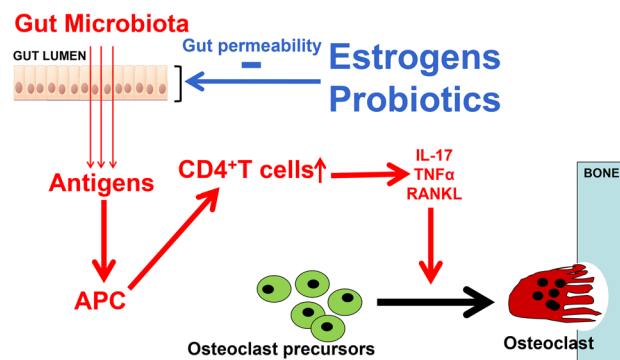 Gut Microbiota
GUT LUMEN
Gut permeability
Estrogens
Probiotics
Antigens
CD4+T cells↑
IL-17
TNFα
RANKL
BONE
APC
Osteoclast precursors
Osteoclast